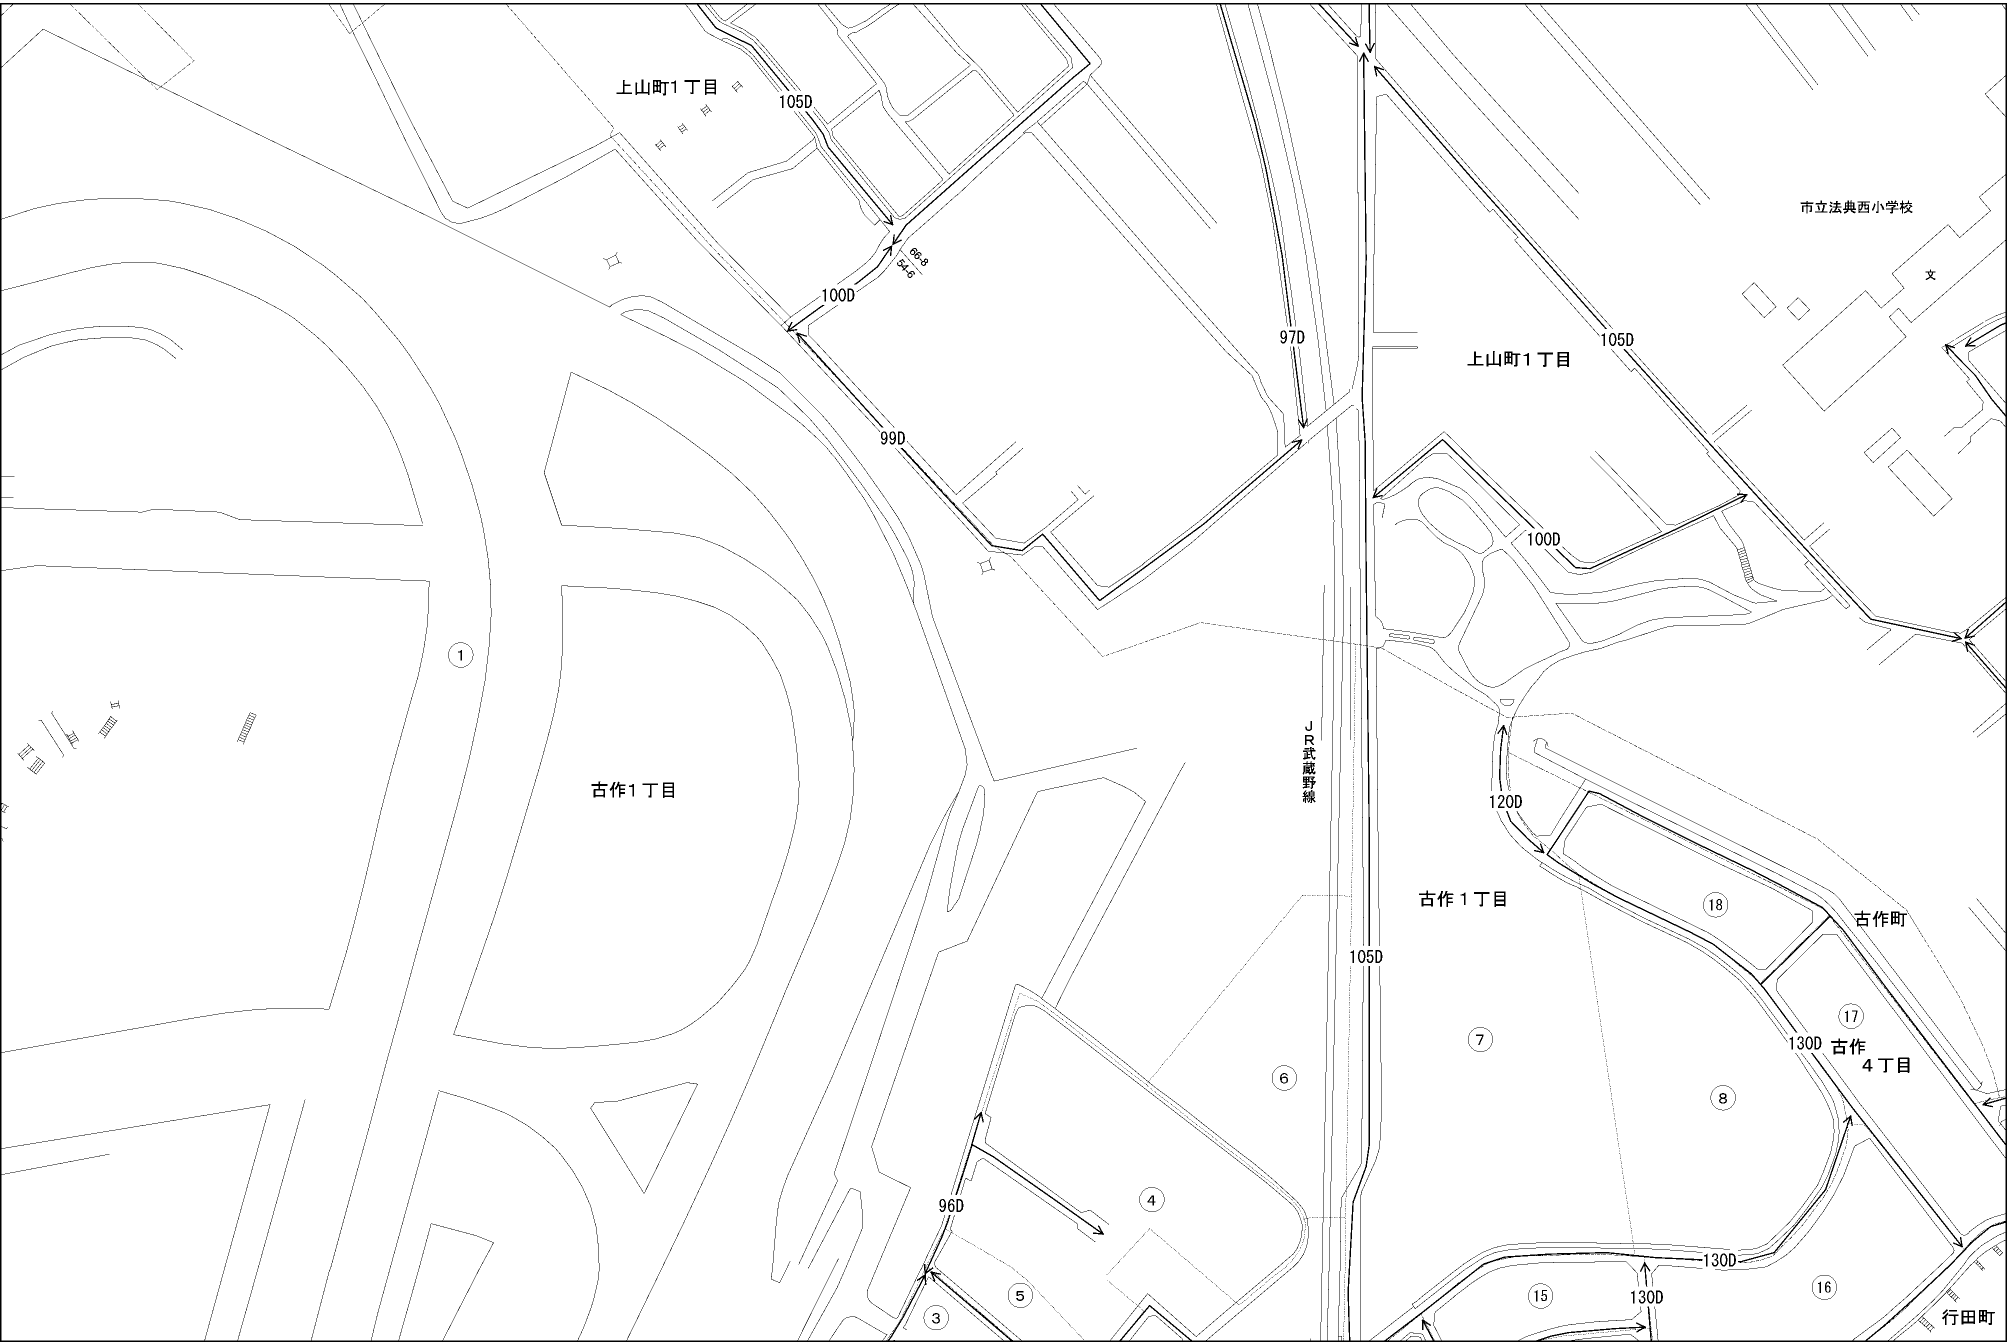 上山町1丁目
105D
市立法典西小学校
文
66-8
54-6
100D
97D
105D
上山町1丁目
99D
100D
1
JR武蔵野線
古作1丁目
120D
古作1丁目
18
古作町
105D
17
7
130D
古作
4丁目
6
8
4
96D
130D
5
15
130D
16
3
行田町